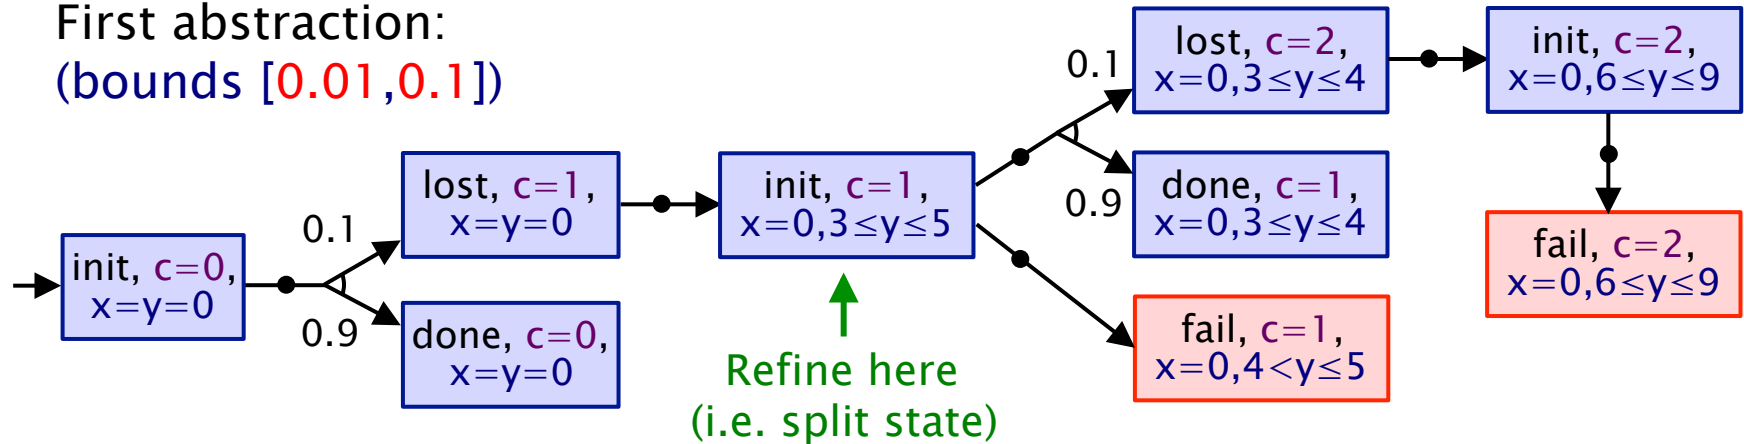 First abstraction:
(bounds [0.01,0.1])
init, c=0,
x=y=0
0.1
0.9
lost, c=1,
x=y=0
done, c=0,
x=y=0
init, c=1,
x=0,3≤y≤5
Refine here
(i.e. split state)
0.1
0.9
lost, c=2,
x=0,3≤y≤4
done, c=1,
x=0,3≤y≤4
fail, c=1,
x=0,4<y≤5
init, c=2,
x=0,6≤y≤9
fail, c=2,
x=0,6≤y≤9